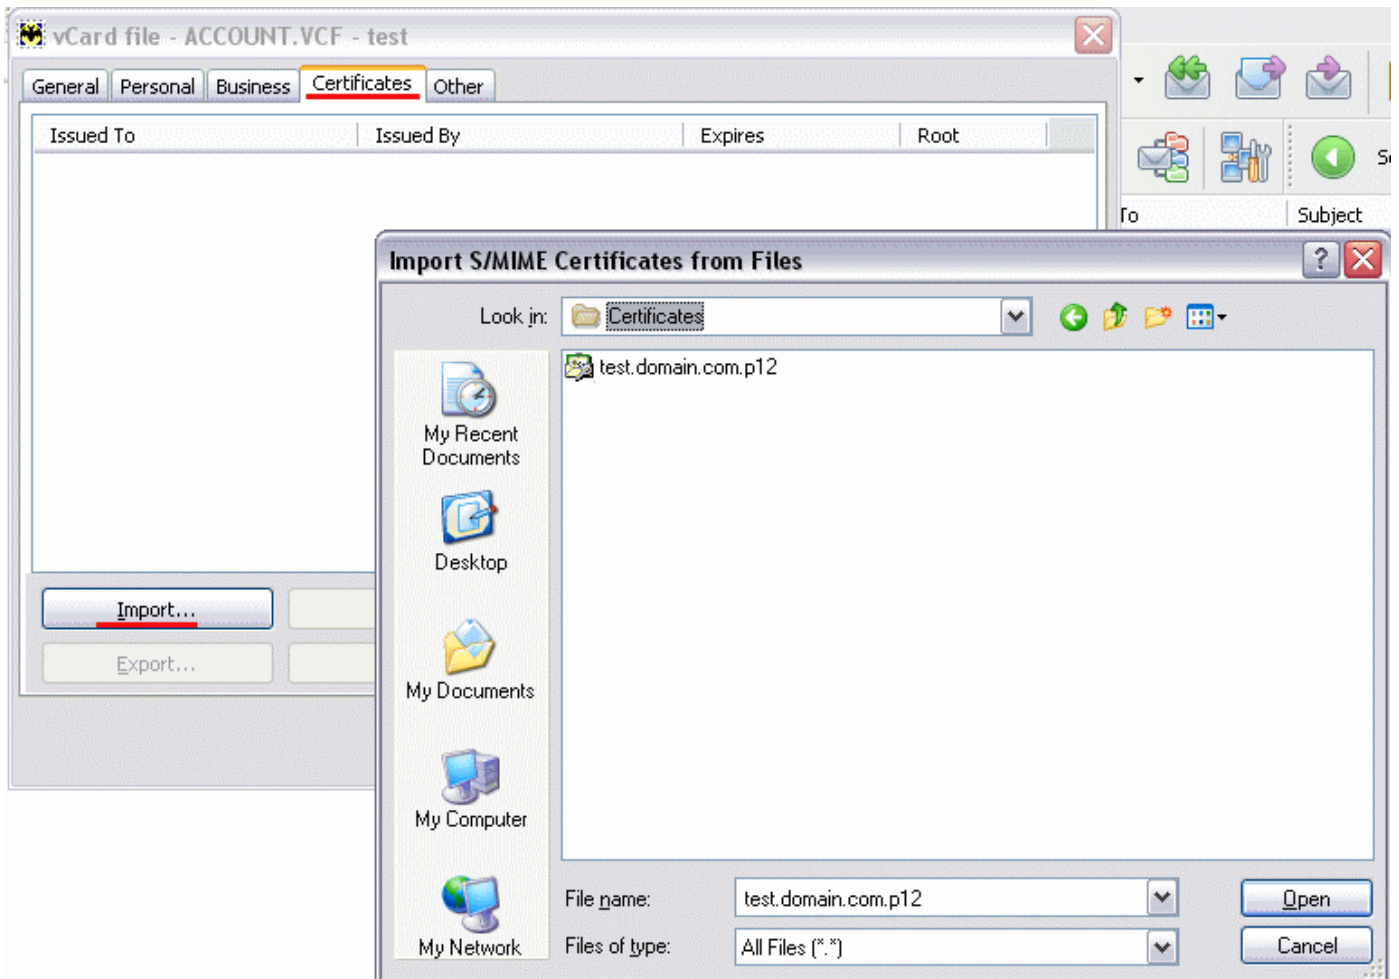 vCard file - ACCOUNT.VCF - test
General Personal Business Certificates Other
Issued To Issued By Expires Root
To Subject
Import S/MIME Certificates from Files
Look in: Certificates
test.domain.com.p12
My Recent
Documents
Desktop
Import...
Export...
My Documents
My Computer
My Network
File name: test.domain.com.p12 Open
Files of type: All Files (*.*) Cancel